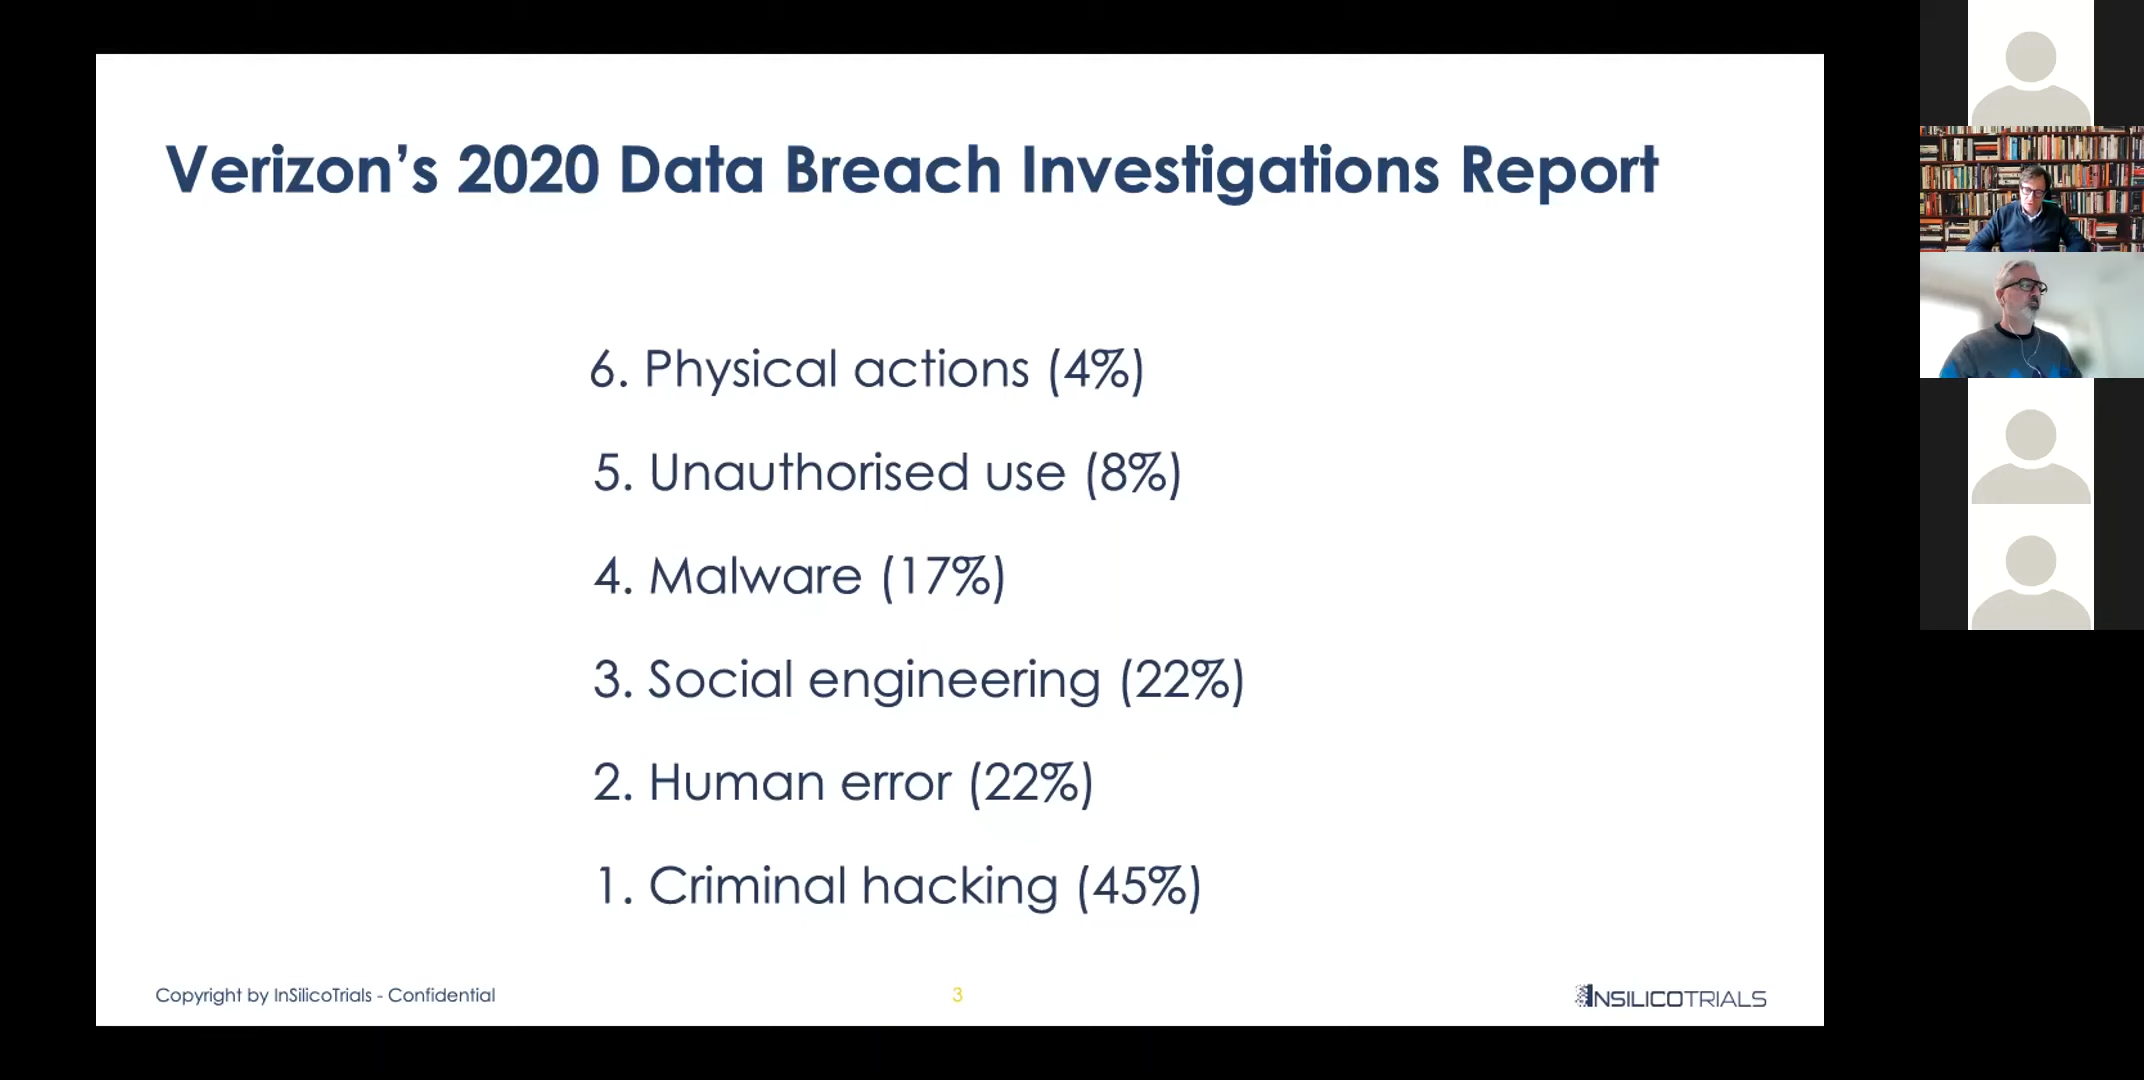 Verizon’s 2020 Data Breach Investigations Report
6. Physical actions (4%)
5. Unauthorised use (8%)
4. Malware (17%)
3. Social engineering (22%)
2. Human error (22%)
1. Criminal hacking (45%)
Copyright by InSilicoTrials - Confidential
3
INSILICOTRIALS